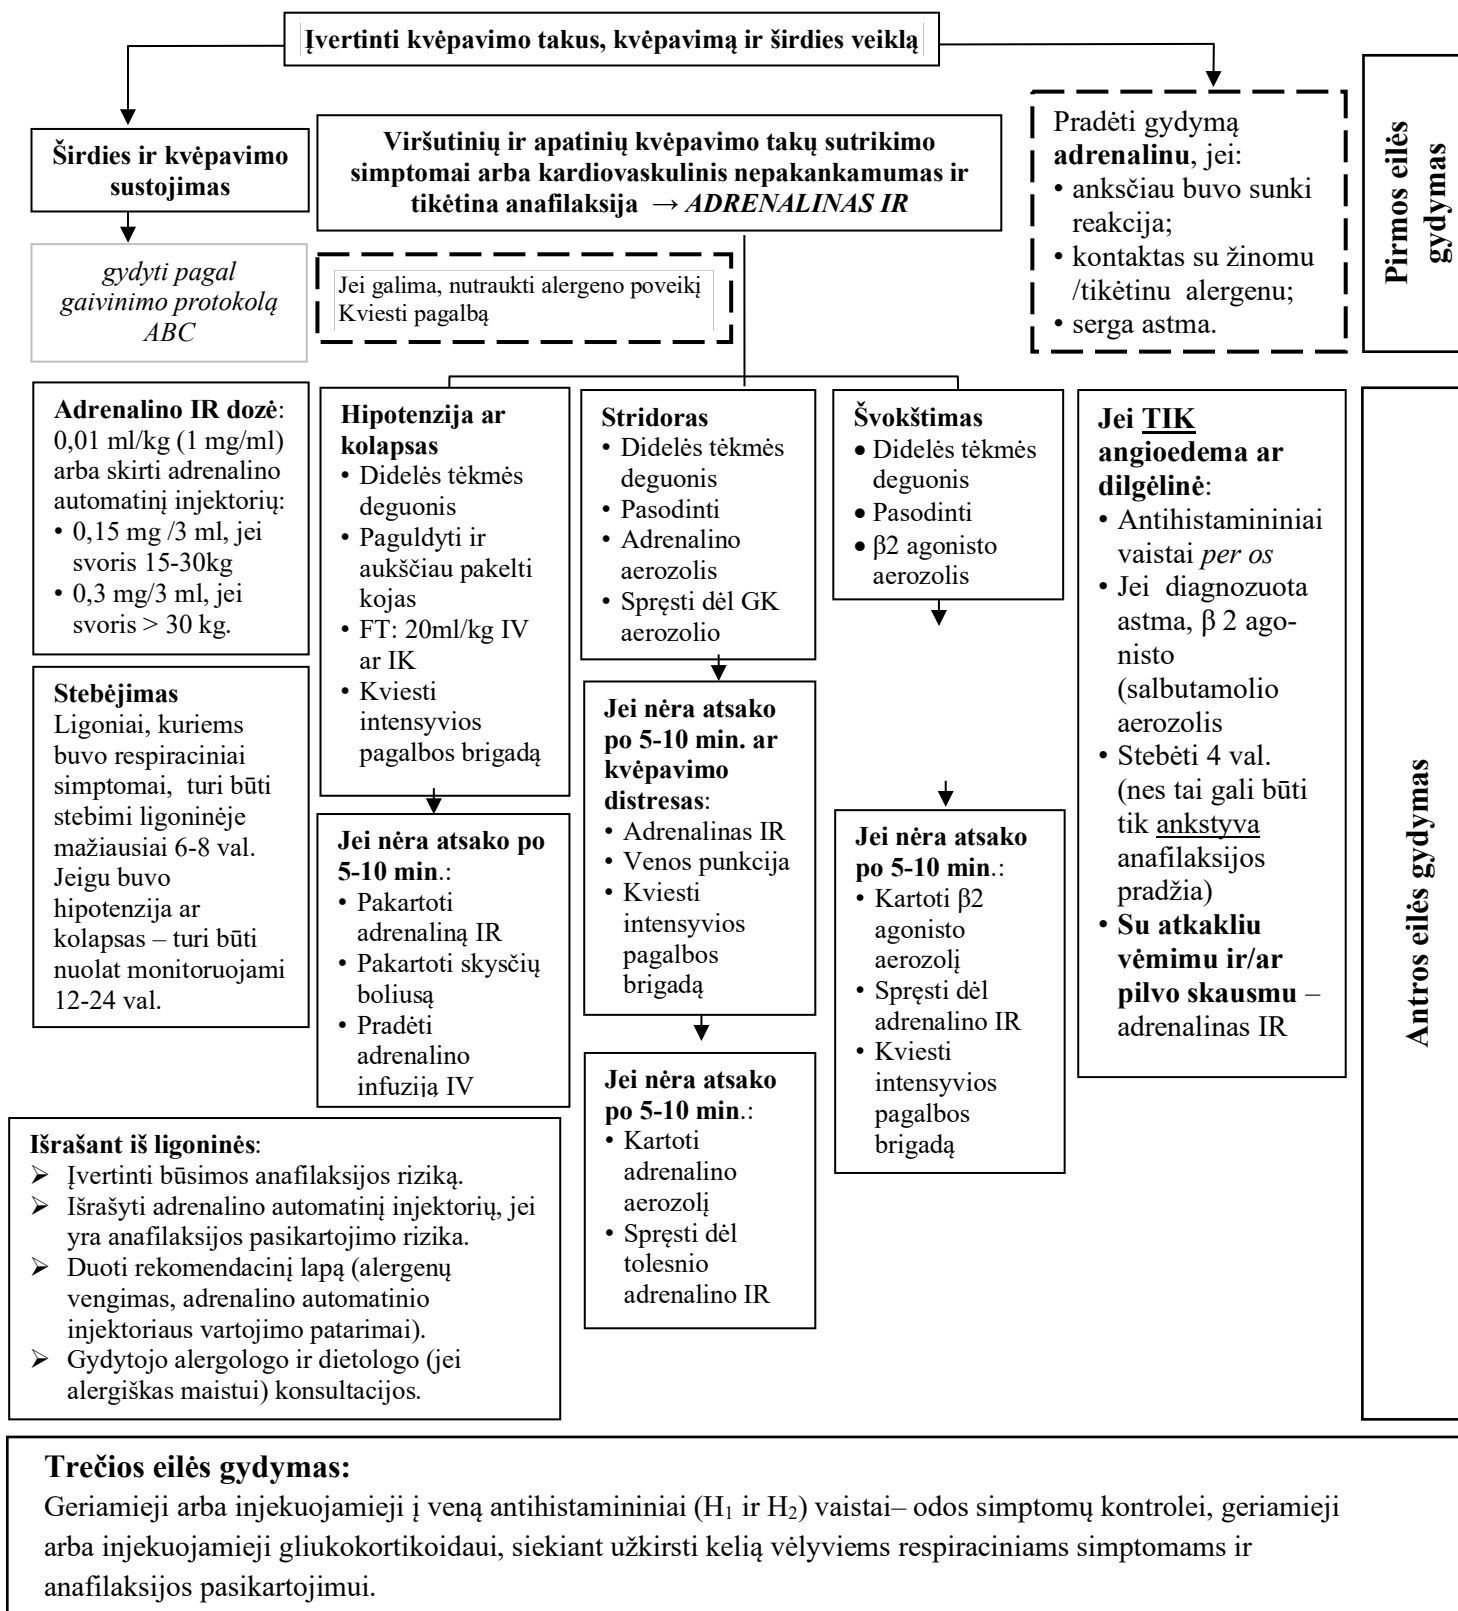 Įvertinti kvėpavimo takus, kvėpavimą ir širdies veiklą
Širdies ir kvėpavimo
sustojimas
gydyti pagal
gaivinimo protokolą
ABC
Viršutinių ir apatinių kvėpavimo takų sutrikimo
simptomai arba kardiovaskulinis nepakankamumas ir
tikėtina anafilaksija → ADRENALINAS IR
Jei galima, nutraukti alergeno poveikį
Kviesti pagalbą
Pradėti gydymą
adrenalinu, jei:
• anksčiau buvo sunki
reakcija;
• kontaktas su žinomu
/tikėtinu alergenu;
• serga astma.
Pirmos eilės
gydymas
Adrenalino IR dozė:
0,01 ml/kg (1 mg/ml)
arba skirti adrenalino
automatinį injektorių:
• 0,15 mg /3 ml, jei
svoris 15-30kg
• 0,3 mg/3 ml, jei
svoris > 30 kg.
Stebėjimas
Ligoniai, kuriems
buvo respiraciniai
simptomai, turi būti
stebimi ligoninėje
mažiausiai 6-8 val.
Jeigu buvo
hipotenzija ar
kolapsas – turi būti
nuolat monitoruojami
12-24 val.
Hipotenzija ar
kolapsas
• Didelės tėkmės
deguonis
• Paguldyti ir
aukščiau pakelti
kojas
• FT: 20ml/kg IV
ar IK
• Kviesti
intensyvios
pagalbos brigadą
Jei nėra atsako po
5-10 min.:
• Pakartoti
adrenaliną IR
• Pakartoti skysčių
boliusą
• Pradėti
adrenalino
infuziją IV
Stridoras
• Didelės tėkmės
deguonis
• Pasodinti
• Adrenalino
aerozolis
• Spręsti dėl GK
aerozolio
Jei nėra atsako
po 5-10 min. ar
kvėpavimo
distresas:
• Adrenalinas IR
• Venos punkcija
• Kviesti
intensyvios
pagalbos
brigadą
Jei nėra atsako
po 5-10 min.:
• Kartoti
adrenalino
aerozolį
• Spręsti dėl
tolesnio
adrenalino IR
Švokštimas
• Didelės tėkmės
deguonis
• Pasodinti
• β2 agonisto
aerozolis
Jei nėra atsako
po 5-10 min.:
• Kartoti β2
agonisto
aerozolį
• Spręsti dėl
adrenalino IR
• Kviesti
intensyvios
pagalbos
brigadą
Jei TIK
angioedema ar
dilgėlinė:
• Antihistamininiai
vaistai per os
• Jei diagnozuota
astma, β 2 ago-
nisto
(salbutamolio
aerozolis
• Stebėti 4 val.
(nes tai gali būti
tik ankstyva
anafilaksijos
pradžia)
• Su atkakliu
vėmimu ir/ar
pilvo skausmu –
adrenalinas IR
Antros eilės gydymas
Išrašant iš ligoninės:
➢ Įvertinti būsimos anafilaksijos riziką.
➢ Išrašyti adrenalino automatinį injektorių, jei
yra anafilaksijos pasikartojimo rizika.
➢ Duoti rekomendacinį lapą (alergenų
vengimas, adrenalino automatinio
injektoriaus vartojimo patarimai).
➢ Gydytojo alergologo ir dietologo (jei
alergiškas maistui) konsultacijos.
Trečios eilės gydymas:
Geriamieji arba injekuojamieji į veną antihistamininiai (H₁ ir H₂) vaistai– odos simptomų kontrolei, geriamieji
arba injekuojamieji gliukokortikoidaui, siekiant užkirsti kelią vėlyviems respiraciniams simptomams ir
anafilaksijos pasikartojimui.